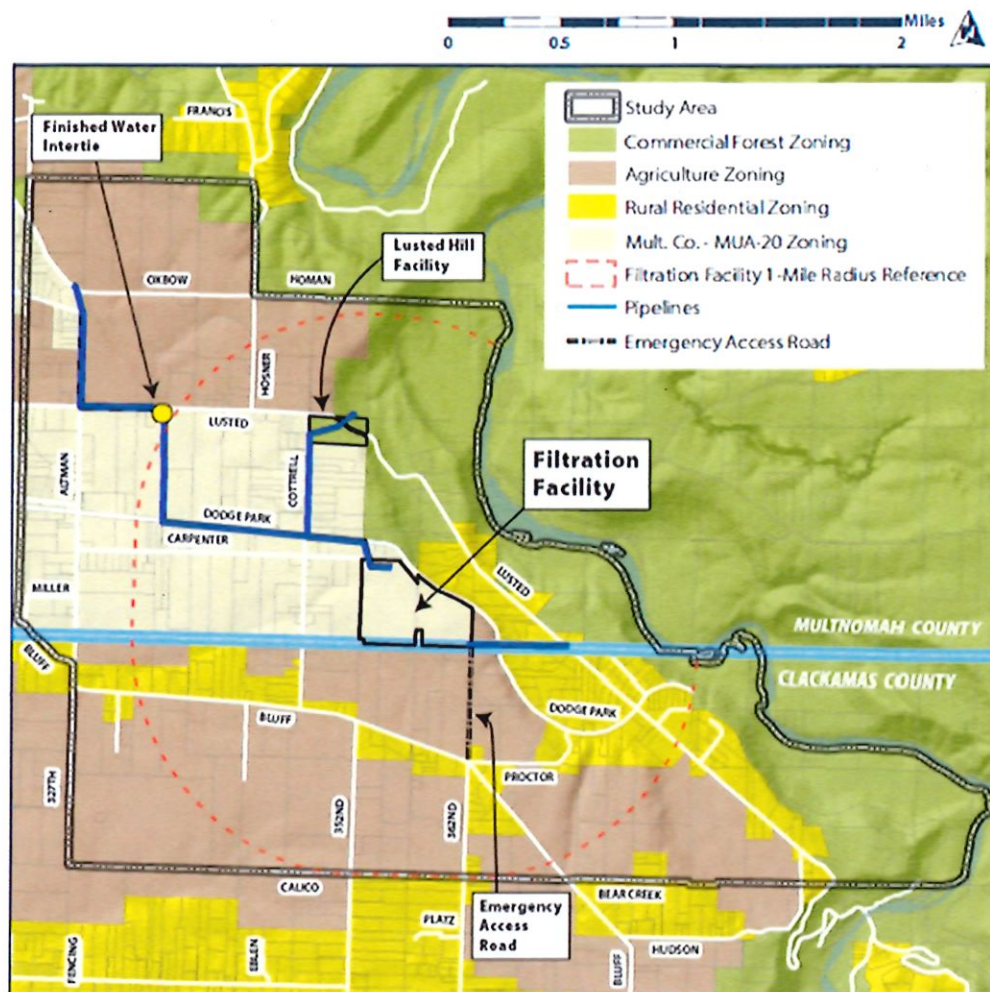 Miles
0 0.5 1 2
N
Study Area
Commercial Forest Zoning
Agriculture Zoning
Rural Residential Zoning
Mult. Co. - MUA-20 Zoning
Filtration Facility 1-Mile Radius Reference
Pipelines
Emergency Access Road
FRANCIS
Finished Water
Intertie
Lusted Hill
Facility
OXBOW
HOMAN
HOSNER
LUSTED
ALTMAN
COTTRELL
Filtration
Facility
DODGE PARK
CARPENTER
MILLER
LUSTED
MULTNOMAH COUNTY
CLACKAMAS COUNTY
BLUFF
BLUFF
DODGE PARK
PROCTOR
327TH
352ND
362ND
CALICO
BEAR CREEK
Emergency
Access
Road
PLATZ
HUDSON
FENCING
EBLEN
BLUFF